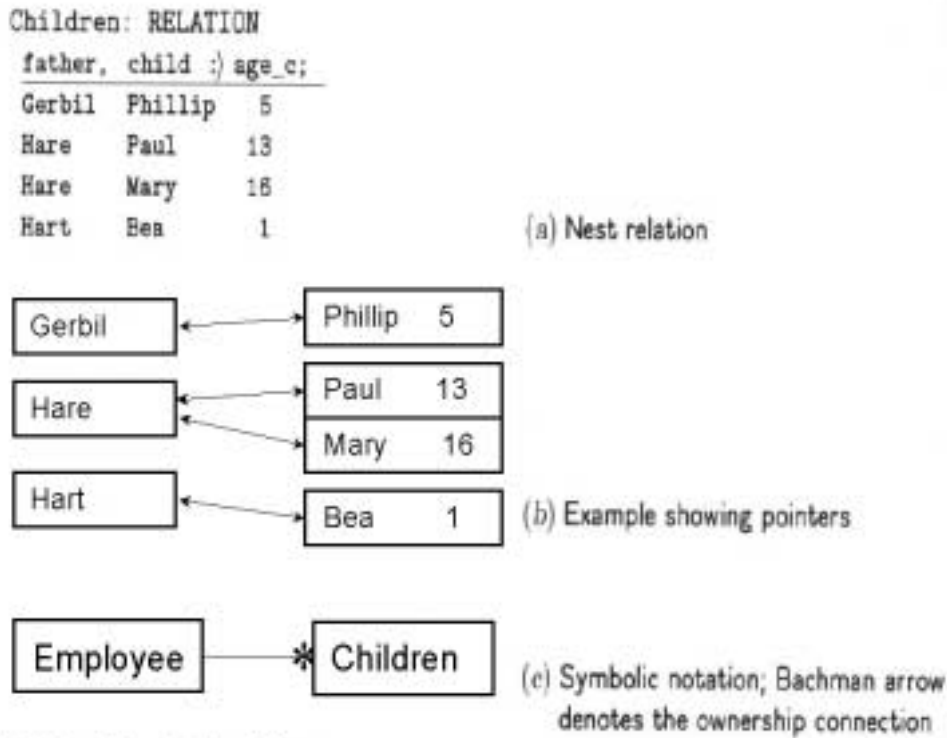 Children: RELATION
father, child :) age_c;
Gerbil Phillip 5
Hare Paul 13
Hare Mary 16
Hart Bea 1
(a) Nest relation
Gerbil
Phillip 5
Hare
Paul 13
Mary 16
Hart
Bea 1
(b) Example showing pointers
Employee
* Children
(c) Symbolic notation; Bachman arrow
denotes the ownership connection